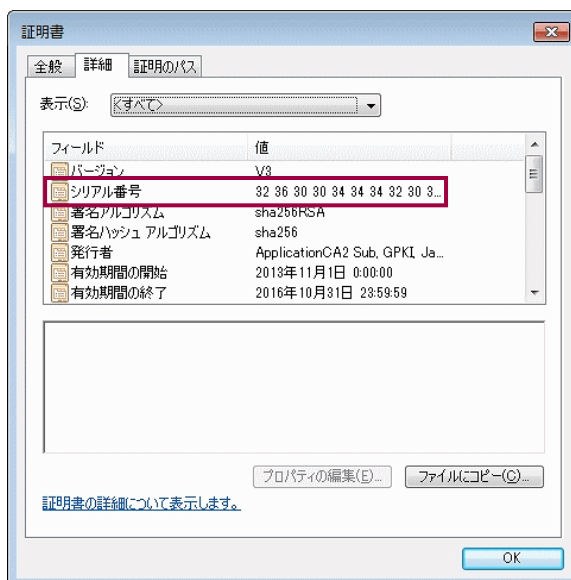 証明書
全般 詳細 証明のパス
表示(S): <すべて>
フィールド 値
バージョン V3
シリアル番号 32 36 30 30 34 34 34 32 30 3...
署名アルゴリズム sha256RSA
署名ハッシュ アルゴリズム sha256
発行者 ApplicationCA2 Sub, GPKI, Ja...
有効期間の開始 2013年11月1日 0:00:00
有効期間の終了 2016年10月31日 23:59:59
プロパティの編集(E)... ファイルにコピー(C)...
証明書の詳細について表示します。
OK